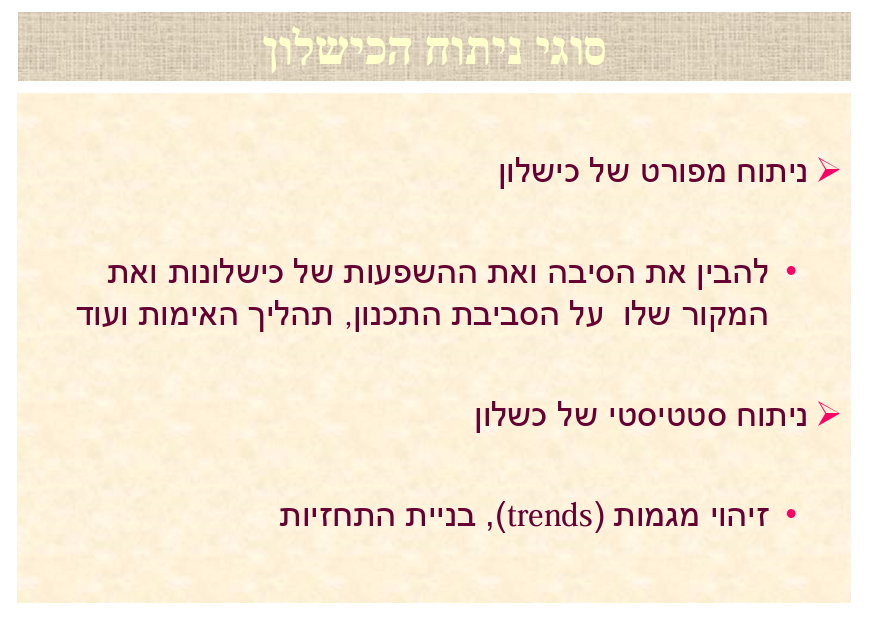 סוגי ניתוח הכישלון
ניתוח מפורט של כישלון
להבין את הסיבה ואת ההשפעות של כישלונות ואת
המקור שלו  על הסביבת התכנון, תהליך האימות ועוד
ניתוח סטטיסטי של כשלון
זיהוי מגמות (trends), בניית התחזיות